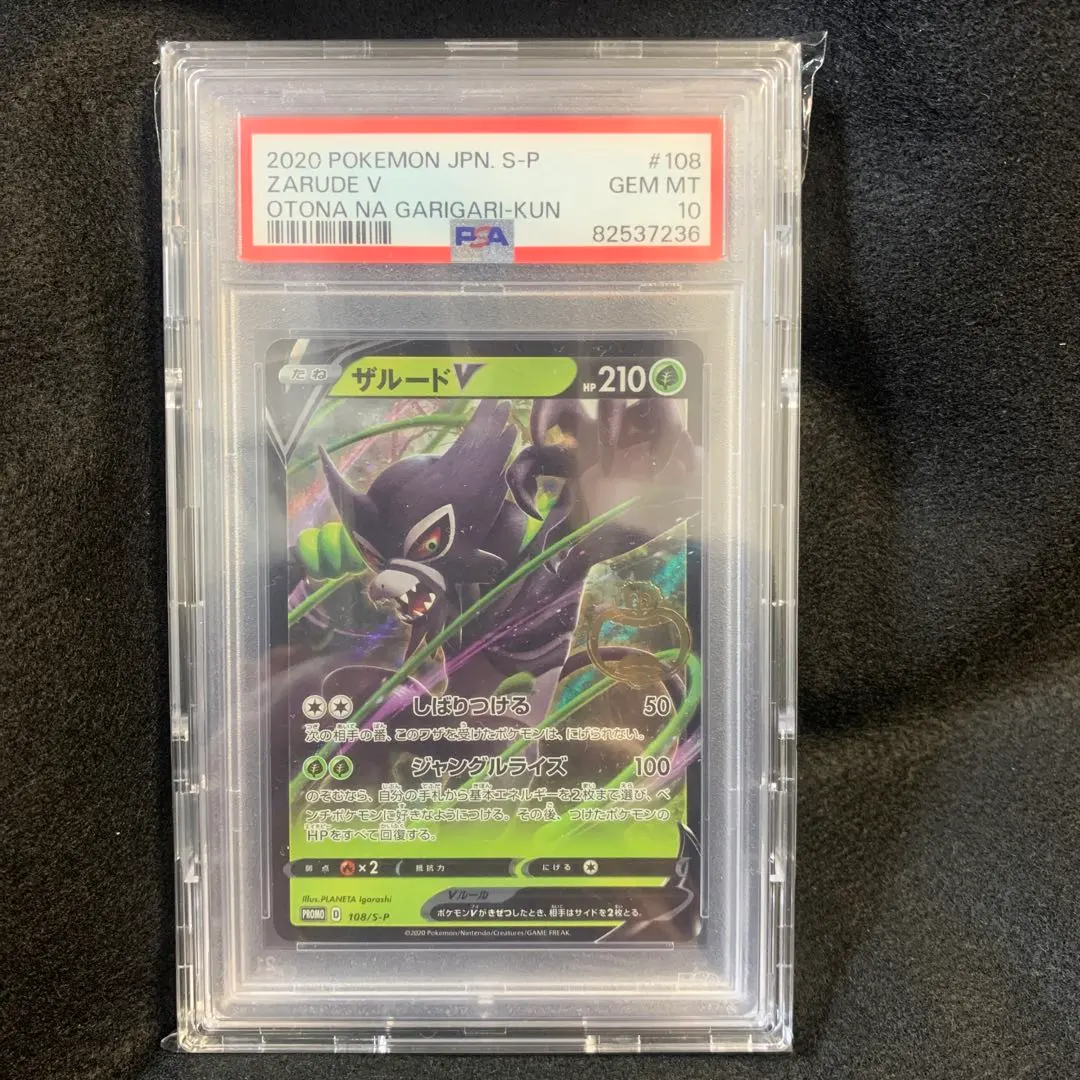 2020 POKEMON JPN. S-P #108
ZARUDE V GEM MT
OTONA NA GARIGARI-KUN 10
PSA 82537236
たね ザルードV HP 210
しばりつける 50
次の相手の番、このワザを受けたポケモンは、にげられない。
ジャングルライズ 100
のぞむなら、自分の手札から基本エネルギーを2枚まで選び、ベ
ンチポケモンに好きなようにつける。その後、つけたポケモンの
HPをすべて回復する。
弱点 ×2 抵抗力 にげる
Illus.PLANETA Igarashi Vルール
PROMO D 108/S-P ポケモンVがきぜつしたとき、相手はサイドを2枚とる。
©2020 Pokémon/Nintendo/Creatures/GAME FREAK.